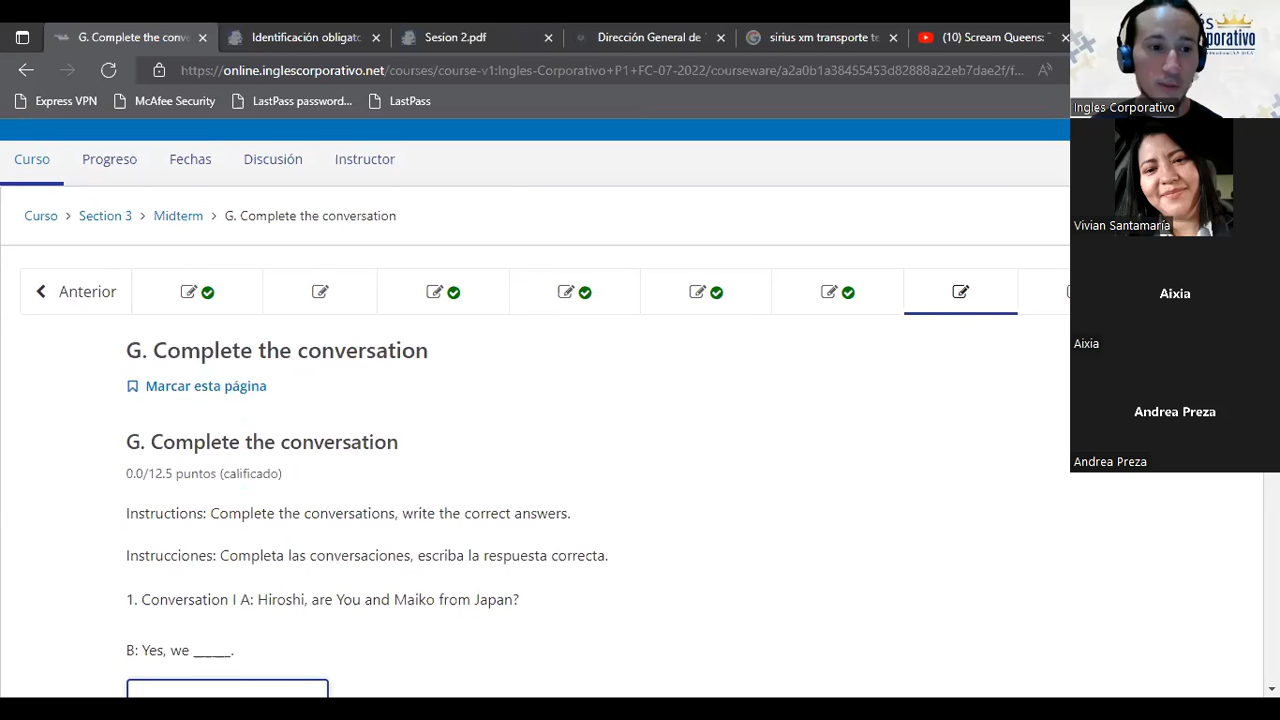 G. Complete the conv
Identificación obligat
Sesion 2.pdf
Dirección General de
sirius xm transporte te
(10) Scream Queens:
https://online.inglescorporativo.net/courses/course-v1:Ingles-Corporativo+P1+FC-07-2022/courseware/a2a0b1a38455453d82888a22eb7dae2f/f...
Express VPN
McAfee Security
LastPass password...
LastPass
Curso
Progreso
Fechas
Discusión
Instructor
Curso > Section 3 > Midterm > G. Complete the conversation
Anterior
G. Complete the conversation
Marcar esta página
G. Complete the conversation
0.0/12.5 puntos (calificado)
Instructions: Complete the conversations, write the correct answers.
Instrucciones: Completa las conversaciones, escriba la respuesta correcta.
1. Conversation I A: Hiroshi, are You and Maiko from Japan?
B: Yes, we _____.
Ingles Corporativo
Vivian Santamaría
Aixia
Aixia
Andrea Preza
Andrea Preza